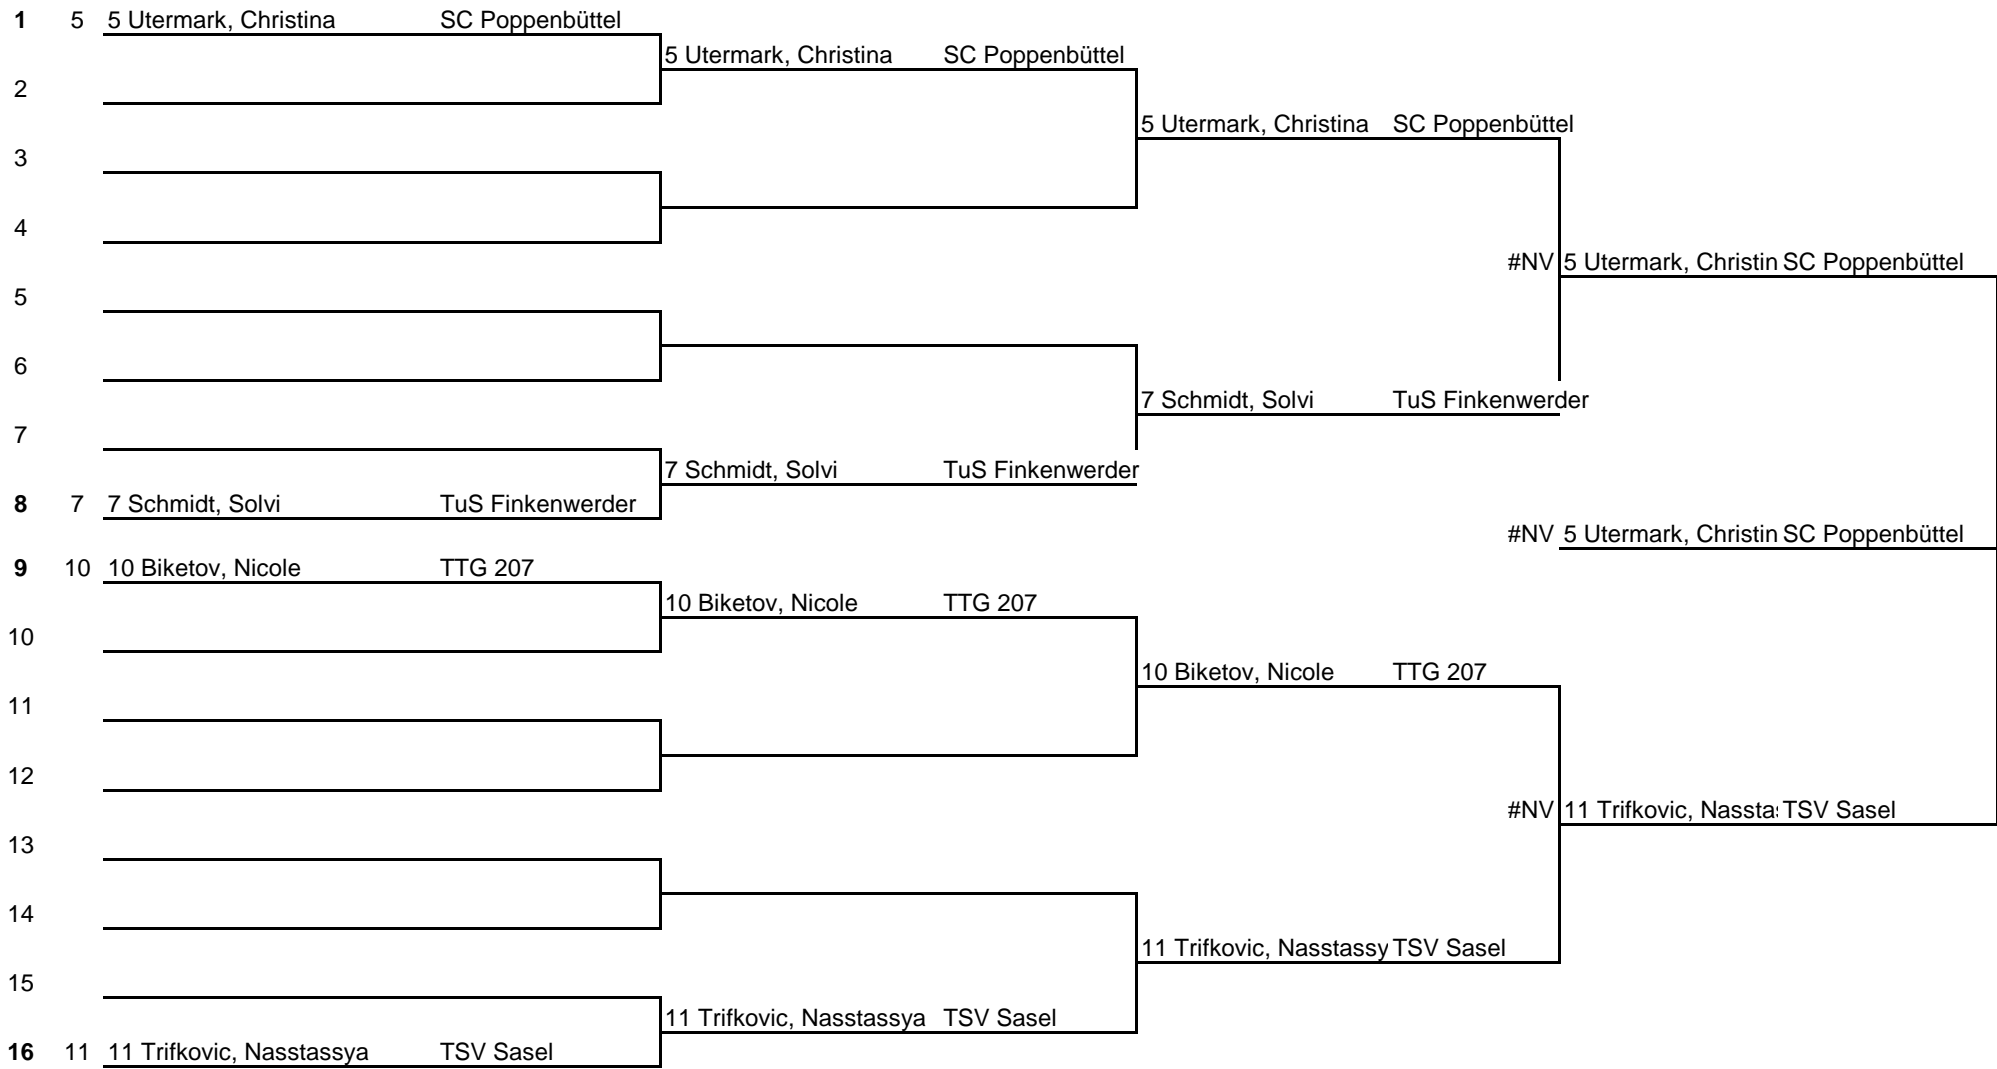 1 5 5 Utermark, Christina SC Poppenbüttel
5 Utermark, Christina SC Poppenbüttel
2
5 Utermark, Christina SC Poppenbüttel
3
4
#NV 5 Utermark, Christin SC Poppenbüttel
5
6
7 Schmidt, Solvi TuS Finkenwerder
7
7 Schmidt, Solvi TuS Finkenwerder
8 7 7 Schmidt, Solvi TuS Finkenwerder
#NV 5 Utermark, Christin SC Poppenbüttel
9 10 10 Biketov, Nicole TTG 207
10 Biketov, Nicole TTG 207
10
10 Biketov, Nicole TTG 207
11
12
#NV 11 Trifkovic, Nassta TSV Sasel
13
14
11 Trifkovic, Nasstassy TSV Sasel
15
11 Trifkovic, Nasstassya TSV Sasel
16 11 11 Trifkovic, Nasstassya TSV Sasel